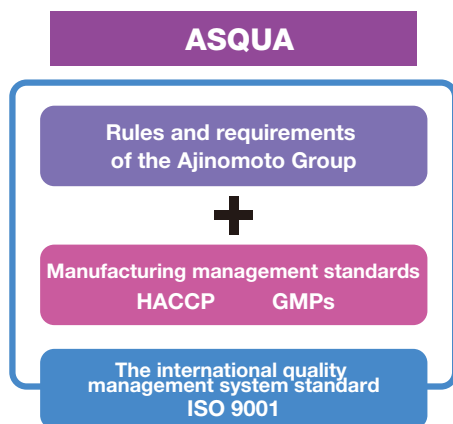 ASQUA
Rules and requirements
of the Ajinomoto Group
+
Manufacturing management standards
HACCP GMPs
The international quality
management system standard
ISO 9001